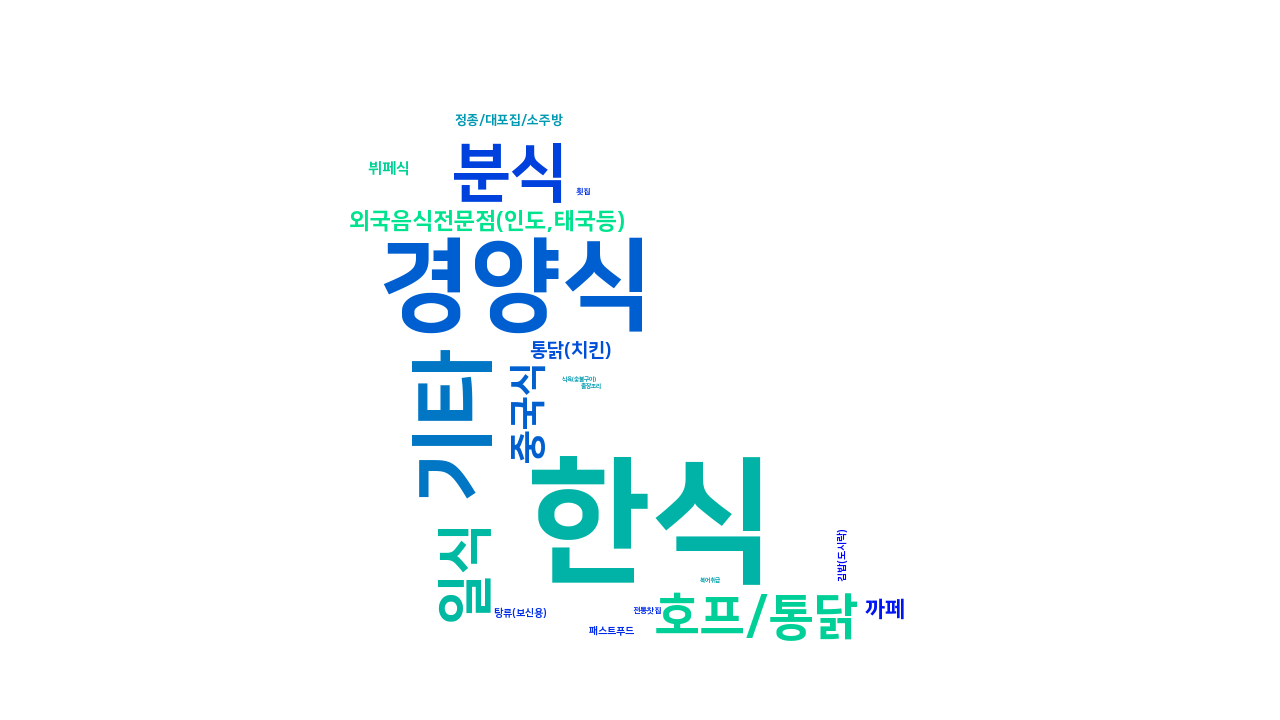 정종/대포집/소주방
분식
뷔페식
횟집
외국음식전문점(인도,태국등)
경양식
통닭(치킨)
기타
중국식
식육(숯불구이)
출장조리
한식
일식
김밥(도시락)
복어취급
호프/통닭
까페
전통찻집
탕류(보신용)
패스트푸드